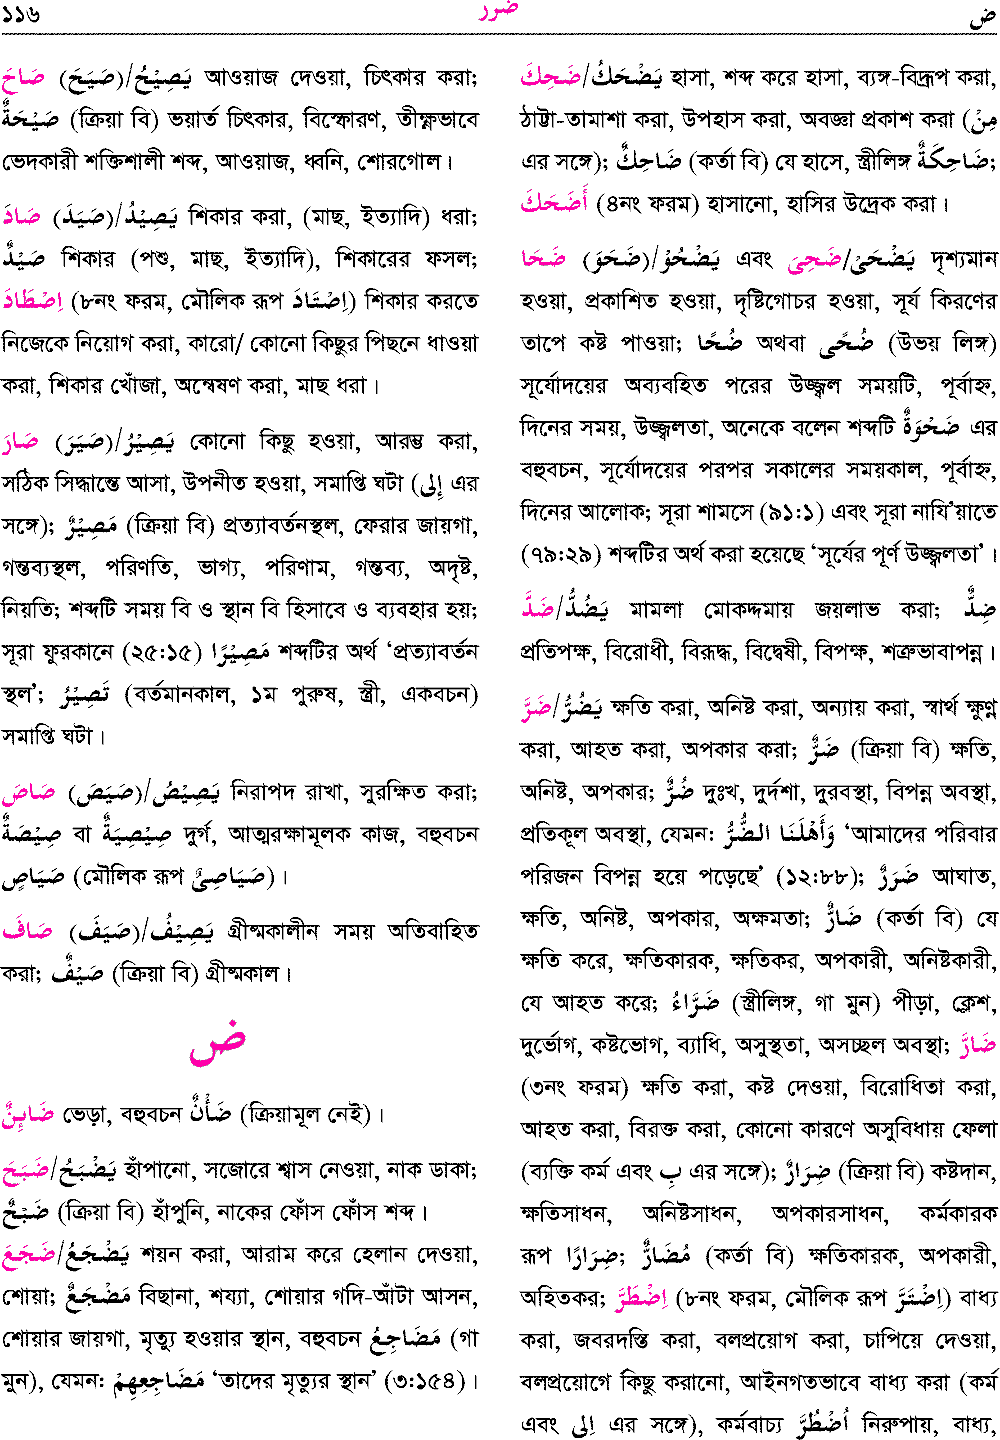 ১১৬ ضرر ض
صَاحَ (صَيَحَ)/يَصِيْحُ আওয়াজ দেওয়া, চিৎকার করা;
صَيْحَةٌ (ক্রিয়া বি) ভয়ার্ত চিৎকার, বিস্ফোরণ, তীক্ষ্ণভাবে
ভেদকারী শক্তিশালী শব্দ, আওয়াজ, ধ্বনি, শোরগোল।
صَادَ (صَيَدَ)/يَصِيْدُ শিকার করা, (মাছ, ইত্যাদি) ধরা;
صَيْدٌ শিকার (পশু, মাছ, ইত্যাদি), শিকারের ফসল;
اِصْطَادَ (৮নং ফরম, মৌলিক রূপ اِصْتَادَ) শিকার করতে
নিজেকে নিয়োগ করা, কারো/ কোনো কিছুর পিছনে ধাওয়া
করা, শিকার খোঁজা, অন্বেষণ করা, মাছ ধরা।
صَارَ (صَيَرَ)/يَصِيْرُ কোনো কিছু হওয়া, আরম্ভ করা,
সঠিক সিদ্ধান্তে আসা, উপনীত হওয়া, সমাপ্তি ঘটা (إِلٰى এর
সঙ্গে); مَصِيْرٌ (ক্রিয়া বি) প্রত্যাবর্তনস্থল, ফেরার জায়গা,
গন্তব্যস্থল, পরিণতি, ভাগ্য, পরিণাম, গন্তব্য, অদৃষ্ট,
নিয়তি; শব্দটি সময় বি ও স্থান বি হিসাবে ও ব্যবহার হয়;
সূরা ফুরকানে (২৫:১৫) مَصِيْرًا শব্দটির অর্থ ‘প্রত্যাবর্তন
স্থল’; تَصِيْرُ (বর্তমানকাল, ১ম পুরুষ, স্ত্রী, একবচন)
সমাপ্তি ঘটা।
صَاصَ (صَيَصَ)/يَصِيْصُ নিরাপদ রাখা, সুরক্ষিত করা;
صِيْصَةٌ বা صِيْصِيَةٌ দুর্গ, আত্মরক্ষামূলক কাজ, বহুবচন
صَيَاصٍ (মৌলিক রূপ صَيَاصِىٌ)।
صَافَ (صَيَفَ)/يَصِيْفُ গ্রীষ্মকালীন সময় অতিবাহিত
করা; صَيْفٌ (ক্রিয়া বি) গ্রীষ্মকাল।
ض
ضَائِنٌ ভেড়া, বহুবচন ضَأْنٌ (ক্রিয়ামূল নেই)।
ضَبَحَ/يَضْبَحُ হাঁপানো, সজোরে শ্বাস নেওয়া, নাক ডাকা;
ضَبْحٌ (ক্রিয়া বি) হাঁপুনি, নাকের ফোঁস ফোঁস শব্দ।
ضَجَعَ/يَضْجَعُ শয়ন করা, আরাম করে হেলান দেওয়া,
শোয়া; مَضْجَعٌ বিছানা, শয্যা, শোয়ার গদি-আঁটা আসন,
শোয়ার জায়গা, মৃত্যু হওয়ার স্থান, বহুবচন مَضَاجِعُ (গা
মুন), যেমন: مَضَاجِعِهِمْ ‘তাদের মৃত্যুর স্থান’ (৩:১৫৪)।
ضَحِكَ/يَضْحَكُ হাসা, শব্দ করে হাসা, ব্যঙ্গ-বিদ্রূপ করা,
ঠাট্টা-তামাশা করা, উপহাস করা, অবজ্ঞা প্রকাশ করা (مِنْ
এর সঙ্গে); ضَاحِكٌ (কর্তা বি) যে হাসে, স্ত্রীলিঙ্গ ضَاحِكَةٌ;
أَضْحَكَ (৪নং ফরম) হাসানো, হাসির উদ্রেক করা।
ضَحَا (ضَحَوَ)/يَضْحُوْ এবং ضَحِىَ/يَضْحَىْ দৃশ্যমান
হওয়া, প্রকাশিত হওয়া, দৃষ্টিগোচর হওয়া, সূর্য কিরণের
তাপে কষ্ট পাওয়া; ضُحًا অথবা ضُحًى (উভয় লিঙ্গ)
সূর্যোদয়ের অব্যবহিত পরের উজ্জ্বল সময়টি, পূর্বাহ্ন,
দিনের সময়, উজ্জ্বলতা, অনেকে বলেন শব্দটি ضَحْوَةٌ এর
বহুবচন, সূর্যোদয়ের পরপর সকালের সময়কাল, পূর্বাহ্ন,
দিনের আলোক; সূরা শামসে (৯১:১) এবং সূরা নাযি’য়াতে
(৭৯:২৯) শব্দটির অর্থ করা হয়েছে ‘সূর্যের পূর্ণ উজ্জ্বলতা’।
ضَدَّ/يَضُدُّ মামলা মোকদ্দমায় জয়লাভ করা; ضِدٌّ
প্রতিপক্ষ, বিরোধী, বিরূদ্ধ, বিদ্বেষী, বিপক্ষ, শত্রুভাবাপন্ন।
ضَرَّ/يَضُرُّ ক্ষতি করা, অনিষ্ট করা, অন্যায় করা, স্বার্থ ক্ষুণ্ণ
করা, আহত করা, অপকার করা; ضَرٌّ (ক্রিয়া বি) ক্ষতি,
অনিষ্ট, অপকার; ضُرٌّ দুঃখ, দুর্দশা, দুরবস্থা, বিপন্ন অবস্থা,
প্রতিকূল অবস্থা, যেমন: وَأَهْلَنَا الضُّرُّ ‘আমাদের পরিবার
পরিজন বিপন্ন হয়ে পড়েছে’ (১২:৮৮); ضَرَرٌ আঘাত,
ক্ষতি, অনিষ্ট, অপকার, অক্ষমতা; ضَارٌّ (কর্তা বি) যে
ক্ষতি করে, ক্ষতিকারক, ক্ষতিকর, অপকারী, অনিষ্টকারী,
যে আহত করে; ضَرَّاءُ (স্ত্রীলিঙ্গ, গা মুন) পীড়া, ক্লেশ,
দুর্ভোগ, কষ্টভোগ, ব্যাধি, অসুস্থতা, অসচ্ছল অবস্থা; ضَارَّ
(৩নং ফরম) ক্ষতি করা, কষ্ট দেওয়া, বিরোধিতা করা,
আহত করা, বিরক্ত করা, কোনো কারণে অসুবিধায় ফেলা
(ব্যক্তি কর্ম এবং بِ এর সঙ্গে); ضِرَارٌ (ক্রিয়া বি) কষ্টদান,
ক্ষতিসাধন, অনিষ্টসাধন, অপকারসাধন, কর্মকারক
রূপ ضِرَارًا; مُضَارٌّ (কর্তা বি) ক্ষতিকারক, অপকারী,
অহিতকর; اِضْطَرَّ (৮নং ফরম, মৌলিক রূপ اِضْتَرَّ) বাধ্য
করা, জবরদস্তি করা, বলপ্রয়োগ করা, চাপিয়ে দেওয়া,
বলপ্রয়োগে কিছু করানো, আইনগতভাবে বাধ্য করা (কর্ম
এবং اِلٰى এর সঙ্গে), কর্মবাচ্য اُضْطُرَّ নিরুপায়, বাধ্য,